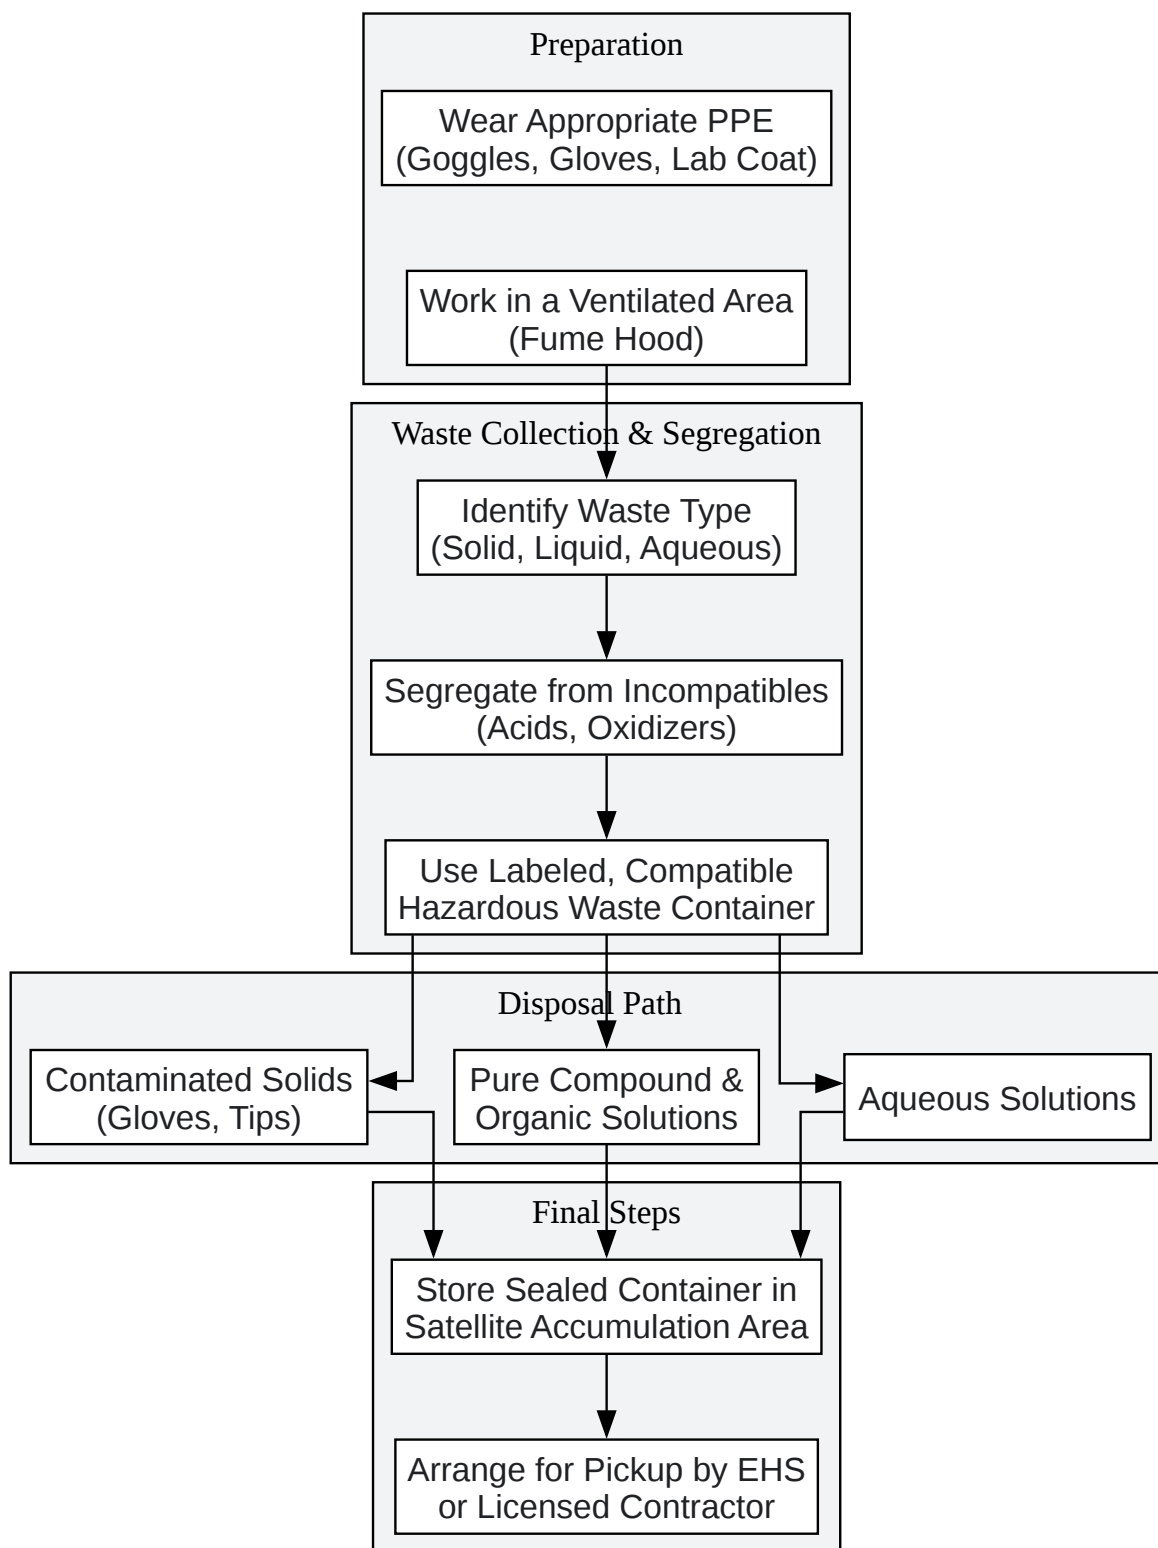 Preparation
Wear Appropriate PPE
(Goggles, Gloves, Lab Coat)
Work in a Ventilated Area
(Fume Hood)
Waste Collection & Segregation
Identify Waste Type
(Solid, Liquid, Aqueous)
Segregate from Incompatibles
(Acids, Oxidizers)
Use Labeled, Compatible
Hazardous Waste Container
Disposal Path
Contaminated Solids
(Gloves, Tips)
Pure Compound &
Organic Solutions
Aqueous Solutions
Final Steps
Store Sealed Container in
Satellite Accumulation Area
Arrange for Pickup by EHS
or Licensed Contractor